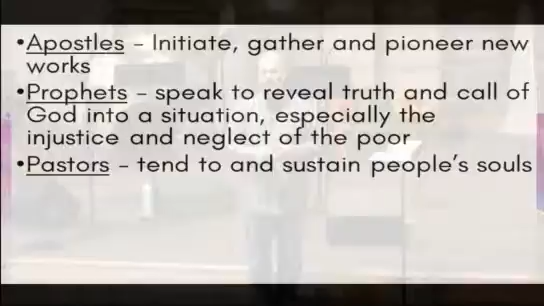 •Apostles – Initiate, gather and pioneer new
works
•Prophets – speak to reveal truth and call of
God into a situation, especially the
injustice and neglect of the poor
•Pastors – tend to and sustain people's souls